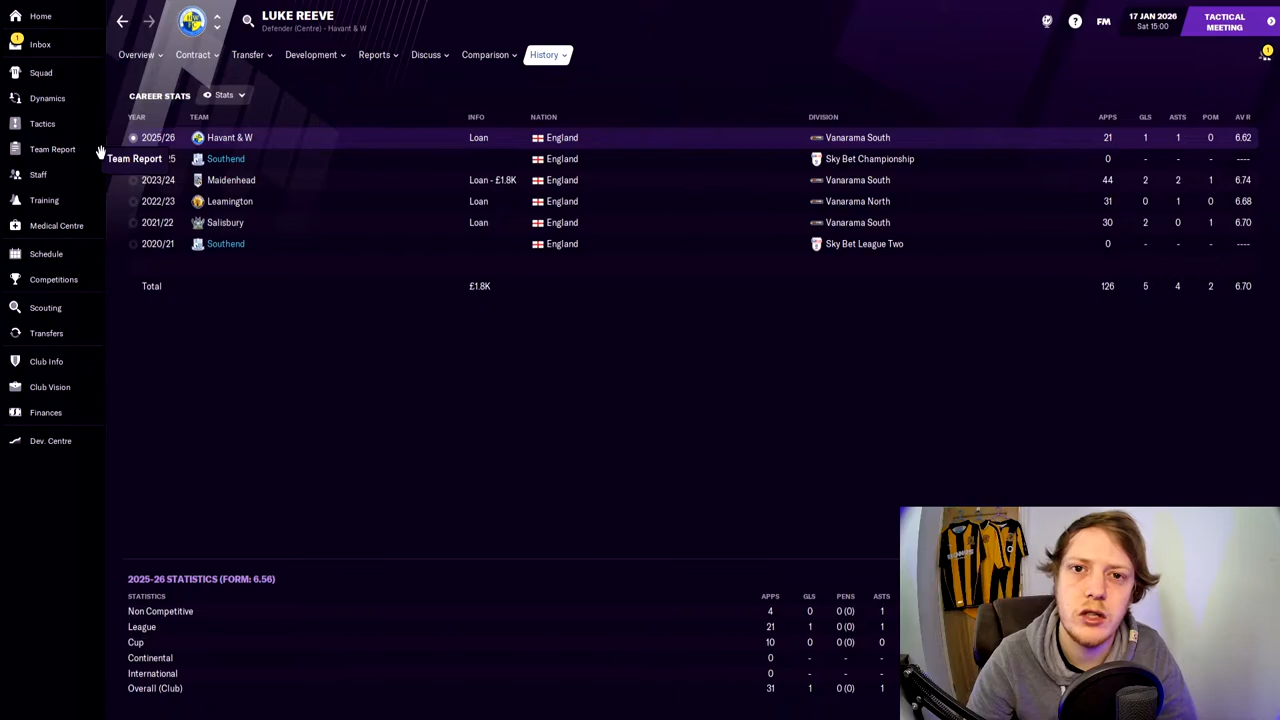 Home
LUKE REEVE
Defender (Centre) - Havant & W
FM
17 JAN 2026
Sat 15:00
TACTICAL MEETING
1
Inbox
Overview Contract Transfer Development Reports Discuss Comparison History
1
Squad
Dynamics
Tactics
Team Report
Staff
Training
Medical Centre
Schedule
Competitions
Scouting
Transfers
Club Info
Club Vision
Finances
Dev. Centre
Team Report
CAREER STATS Stats
YEAR TEAM INFO NATION DIVISION APPS GLS ASTS POM AV R
2025/26 Havant & W Loan England Vanarama South 21 1 1 0 6.62
5 Southend England Sky Bet Championship 0 - - - ----
2023/24 Maidenhead Loan - £1.8K England Vanarama South 44 2 2 1 6.74
2022/23 Leamington Loan England Vanarama North 31 0 1 0 6.68
2021/22 Salisbury Loan England Vanarama South 30 2 0 1 6.70
2020/21 Southend England Sky Bet League Two 0 - - - ----
Total £1.8K 126 5 4 2 6.70
2025-26 STATISTICS (FORM: 6.56)
STATISTICS APPS GLS PENS ASTS
Non Competitive 4 0 0 (0) 1
League 21 1 0 (0) 1
Cup 10 0 0 (0) 0
Continental 0 - - -
International 0 - - -
Overall (Club) 31 1 0 (0) 1